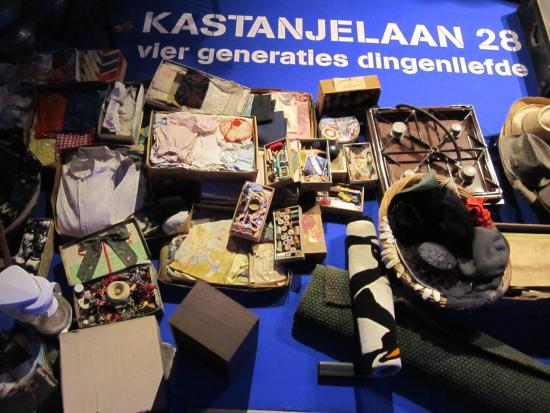 KASTANJELAAN 28
vier generaties dingenliefde